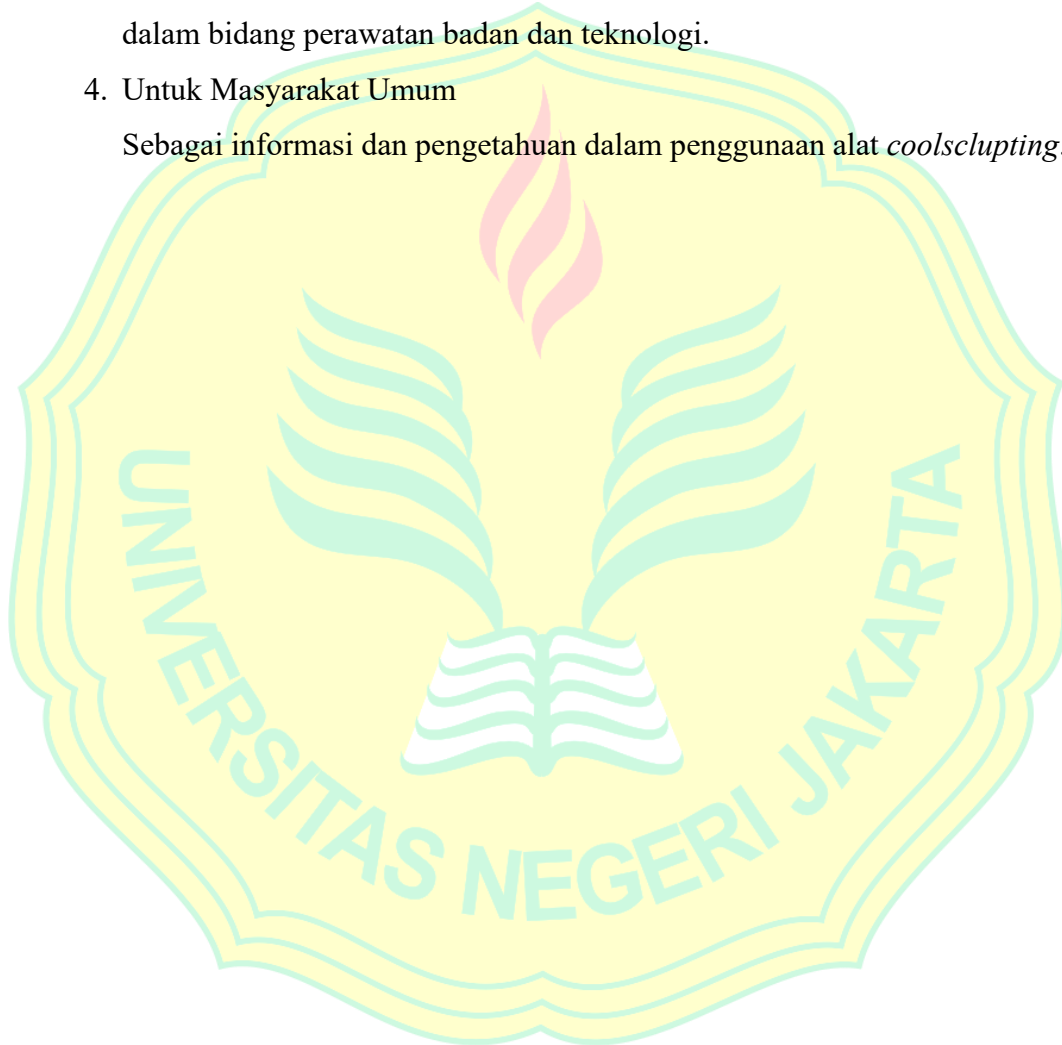 dalam bidang perawatan badan dan teknologi.
4. Untuk Masyarakat Umum
Sebagai informasi dan pengetahuan dalam penggunaan alat coolsclupting.
UNIVERSITAS NEGERI JAKARTA